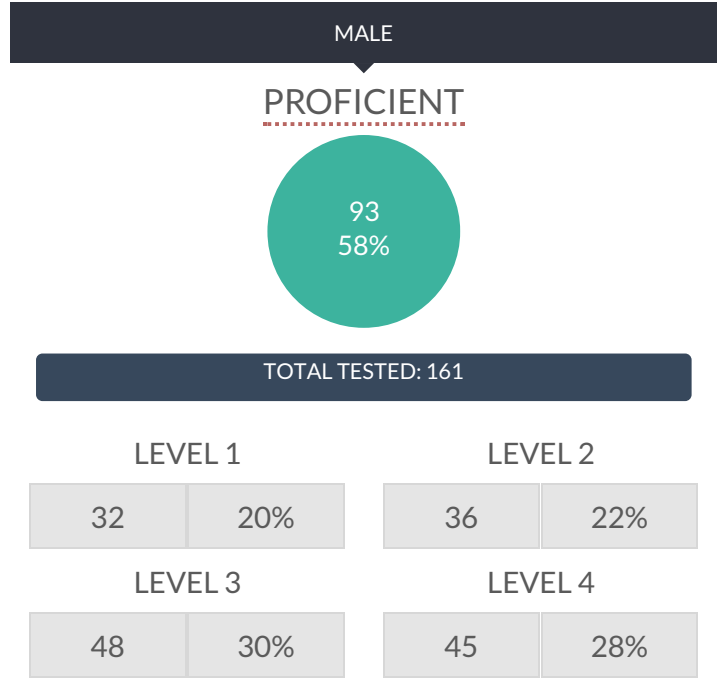 MALE
PROFICIENT
93
58%
TOTAL TESTED: 161
LEVEL 1
LEVEL 2
32 20%
36 22%
LEVEL 3
LEVEL 4
48 30%
45 28%